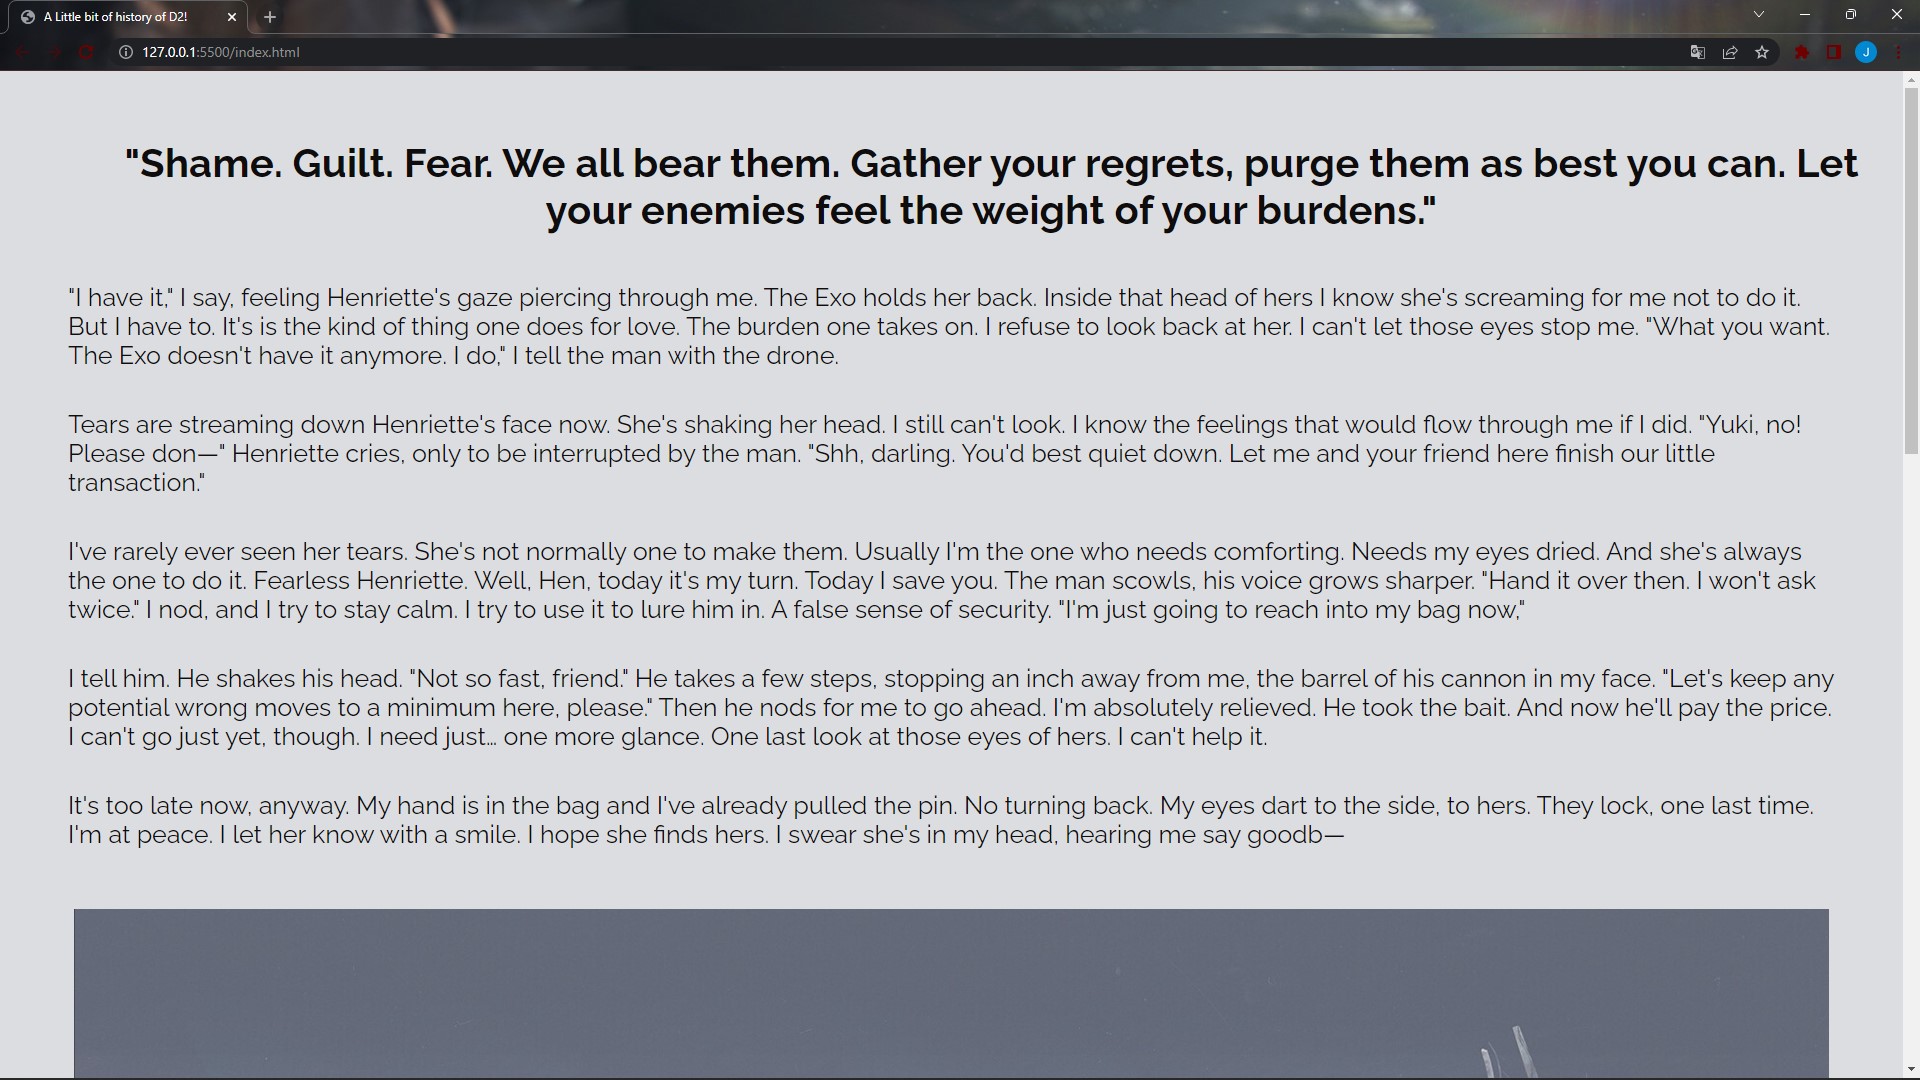 A Little bit of history of D2!
127.0.0.1:5500/index.html
J
"Shame. Guilt. Fear. We all bear them. Gather your regrets, purge them as best you can. Let
your enemies feel the weight of your burdens."
"I have it," I say, feeling Henriette's gaze piercing through me. The Exo holds her back. Inside that head of hers I know she's screaming for me not to do it.
But I have to. It's is the kind of thing one does for love. The burden one takes on. I refuse to look back at her. I can't let those eyes stop me. "What you want.
The Exo doesn't have it anymore. I do," I tell the man with the drone.
Tears are streaming down Henriette's face now. She's shaking her head. I still can't look. I know the feelings that would flow through me if I did. "Yuki, no!
Please don—" Henriette cries, only to be interrupted by the man. "Shh, darling. You'd best quiet down. Let me and your friend here finish our little
transaction."
I've rarely ever seen her tears. She's not normally one to make them. Usually I'm the one who needs comforting. Needs my eyes dried. And she's always
the one to do it. Fearless Henriette. Well, Hen, today it's my turn. Today I save you. The man scowls, his voice grows sharper. "Hand it over then. I won't ask
twice." I nod, and I try to stay calm. I try to use it to lure him in. A false sense of security. "I'm just going to reach into my bag now,"
I tell him. He shakes his head. "Not so fast, friend." He takes a few steps, stopping an inch away from me, the barrel of his cannon in my face. "Let's keep any
potential wrong moves to a minimum here, please." Then he nods for me to go ahead. I'm absolutely relieved. He took the bait. And now he'll pay the price.
I can't go just yet, though. I need just… one more glance. One last look at those eyes of hers. I can't help it.
It's too late now, anyway. My hand is in the bag and I've already pulled the pin. No turning back. My eyes dart to the side, to hers. They lock, one last time.
I'm at peace. I let her know with a smile. I hope she finds hers. I swear she's in my head, hearing me say goodb—